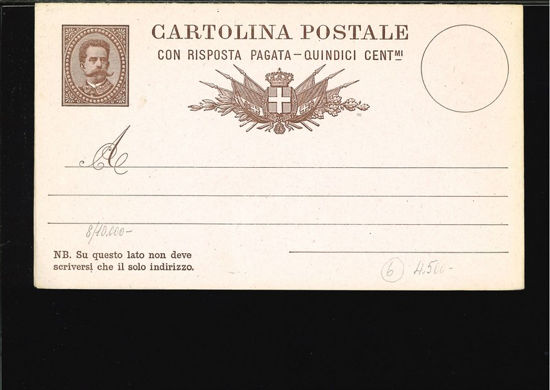 CARTOLINA POSTALE
CON RISPOSTA PAGATA — QUINDICI CENTMI
A
8/10.000-
NB. Su questo lato non deve
scriversi che il solo indirizzo.
6 4.500-